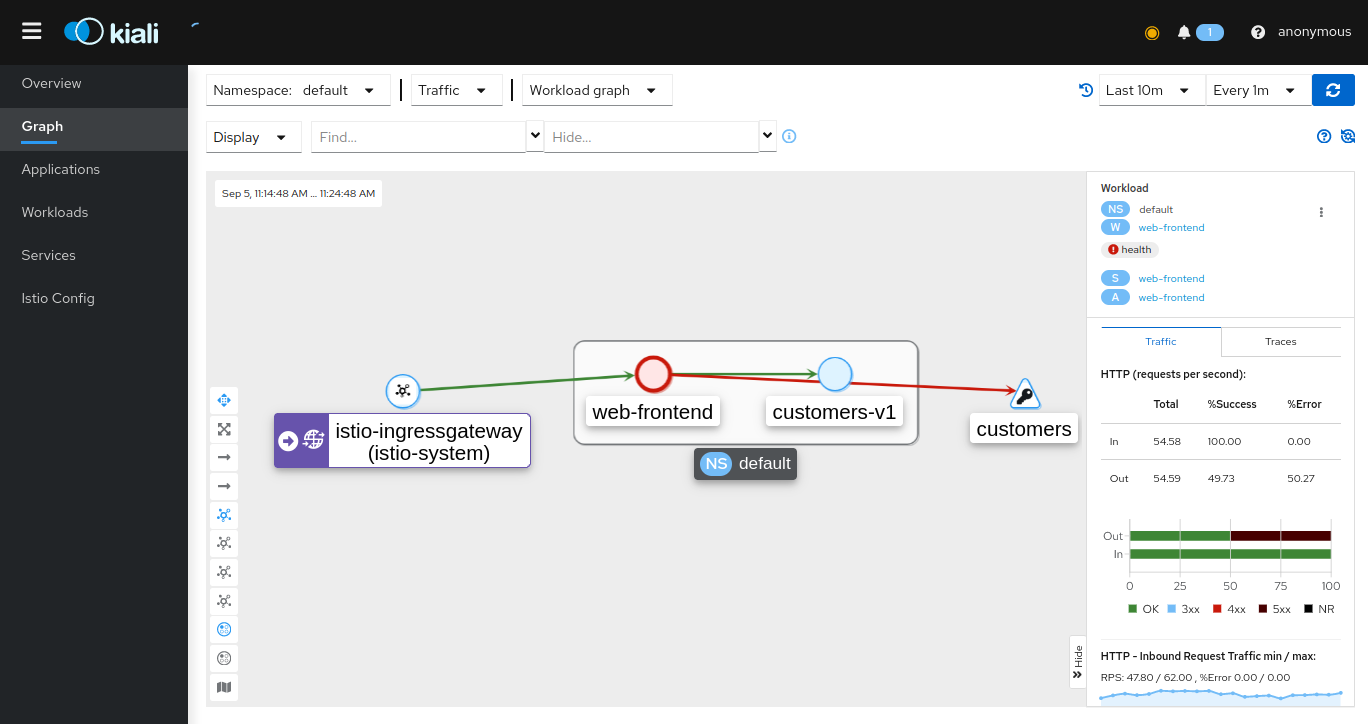 kiali
1
anonymous
Overview
Graph
Applications
Workloads
Services
Istio Config
Namespace: default
Traffic
Workload graph
Last 10m
Every 1m
Display
Find...
Hide...
Sep 5, 11:14:48 AM ... 11:24:48 AM
istio-ingressgateway
(istio-system)
web-frontend
customers-v1
customers
NS default
Hide
Workload
NS default
W web-frontend
health
S web-frontend
A web-frontend
Traffic Traces
HTTP (requests per second):
Total %Success %Error
In 54.58 100.00 0.00
Out 54.59 49.73 50.27
Out
In
0 25 50 75 100
OK 3xx 4xx 5xx NR
HTTP - Inbound Request Traffic min / max:
RPS: 47.80 / 62.00 , %Error 0.00 / 0.00